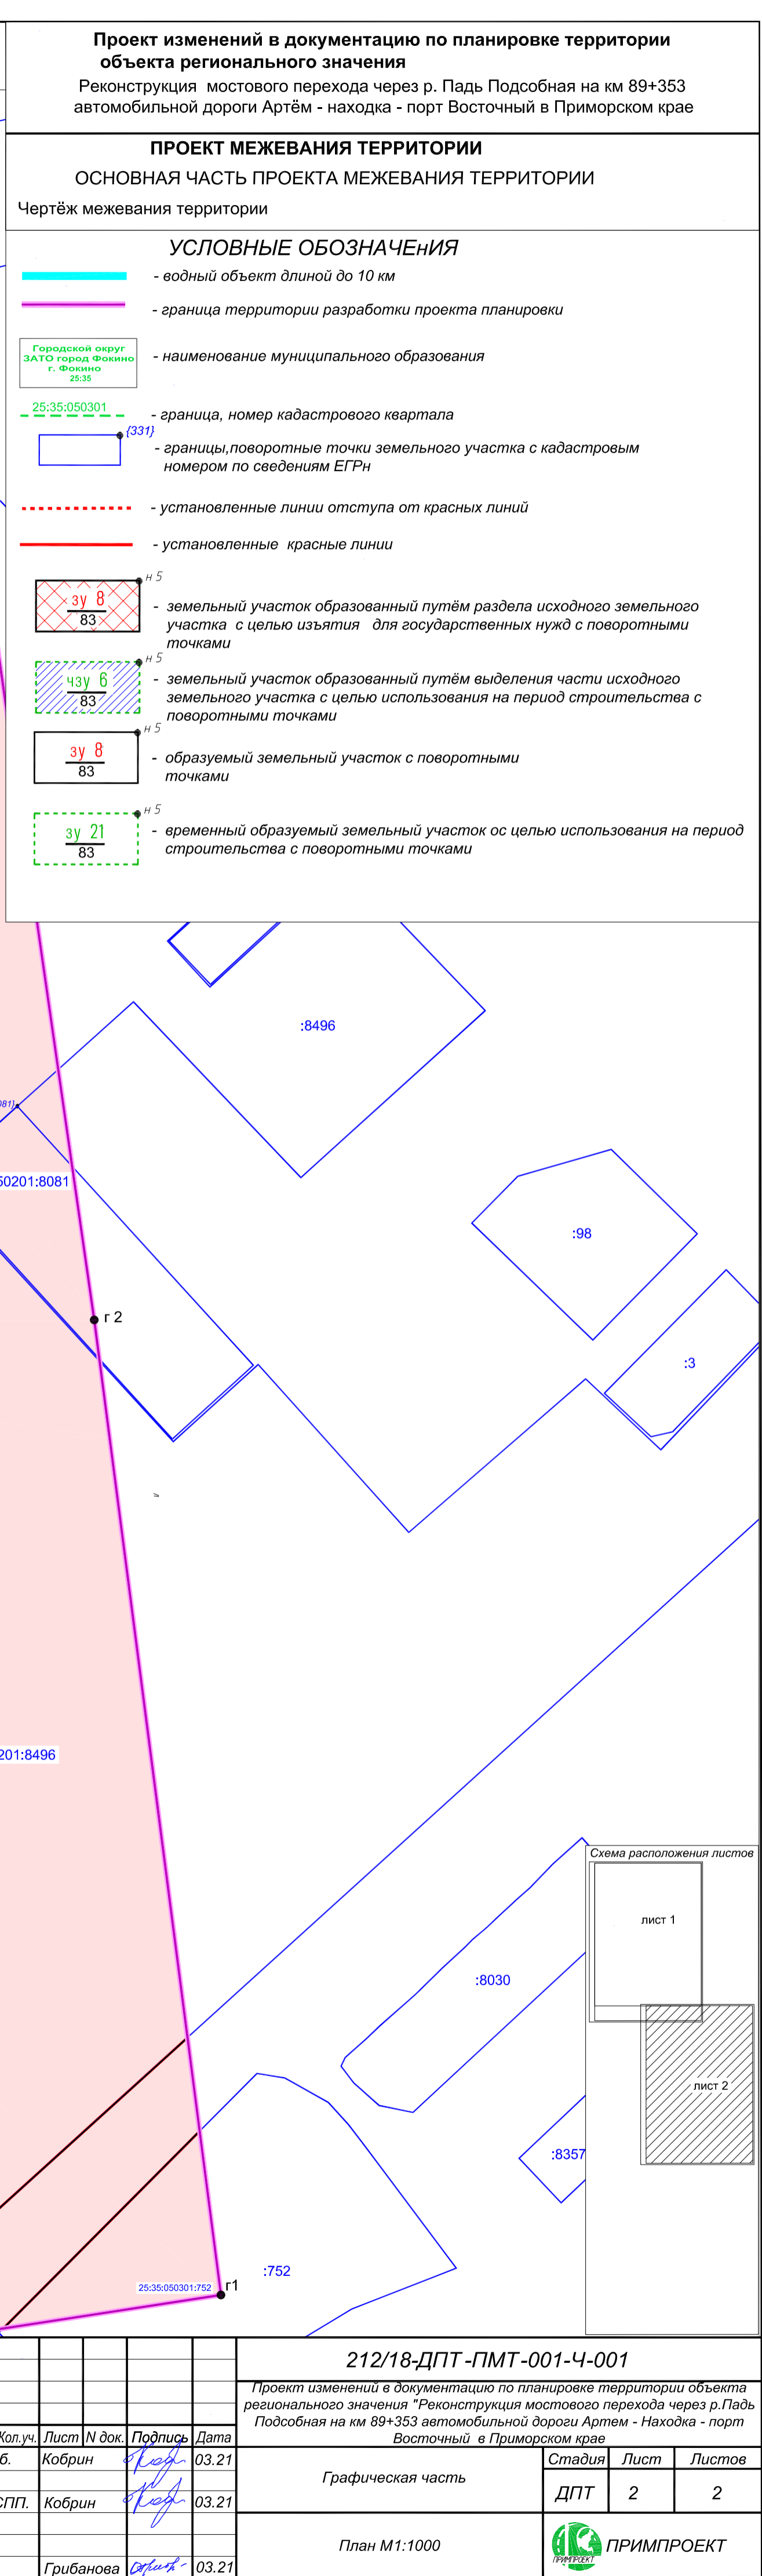 Проект изменений в документацию по планировке территории
объекта регионального значения
Реконструкция мостового перехода через р. Падь Подсобная на км 89+353
автомобильной дороги Артём - находка - порт Восточный в Приморском крае
ПРОЕКТ МЕЖЕВАНИЯ ТЕРРИТОРИИ
ОСНОВНАЯ ЧАСТЬ ПРОЕКТА МЕЖЕВАНИЯ ТЕРРИТОРИИ
Чертёж межевания территории
УСЛОВНЫЕ ОБОЗНАЧЕнИЯ
- водный объект длиной до 10 км
- граница территории разработки проекта планировки
Городской округ
ЗАТО город Фокино
г. Фокино
25:35
- наименование муниципального образования
25:35:050301
- граница, номер кадастрового квартала
{331}
- границы,поворотные точки земельного участка с кадастровым
номером по сведениям ЕГРн
- установленные линии отступа от красных линий
- установленные красные линии
н 5
зу 8
83
- земельный участок образованный путём раздела исходного земельного
участка с целью изъятия для государственных нужд с поворотными
точками
н 5
чзу 6
83
- земельный участок образованный путём выделения части исходного
земельного участка с целью использования на период строительства с
поворотными точками
н 5
зу 8
83
- образуемый земельный участок с поворотными
точками
н 5
зу 21
83
- временный образуемый земельный участок ос целью использования на период
строительства с поворотными точками
:8496
081}
50201:8081
:98
г 2
:3
201:8496
Схема расположения листов
лист 1
:8030
лист 2
:8357
:752
25:35:050301:752
г1
212/18-ДПТ-ПМТ-001-Ч-001
Проект изменений в документацию по планировке территории объекта
регионального значения "Реконструкция мостового перехода через р.Падь
Подсобная на км 89+353 автомобильной дороги Артем - Находка - порт
Восточный в Приморском крае
Кол.уч. Лист N док. Подпись Дата
б. Кобрин 03.21
Графическая часть
Стадия Лист Листов
ДПТ 2 2
СПП. Кобрин 03.21
План М1:1000
ПРИМПРОЕКТ
ПРИМПРОЕКТ
Грибанова 03.21